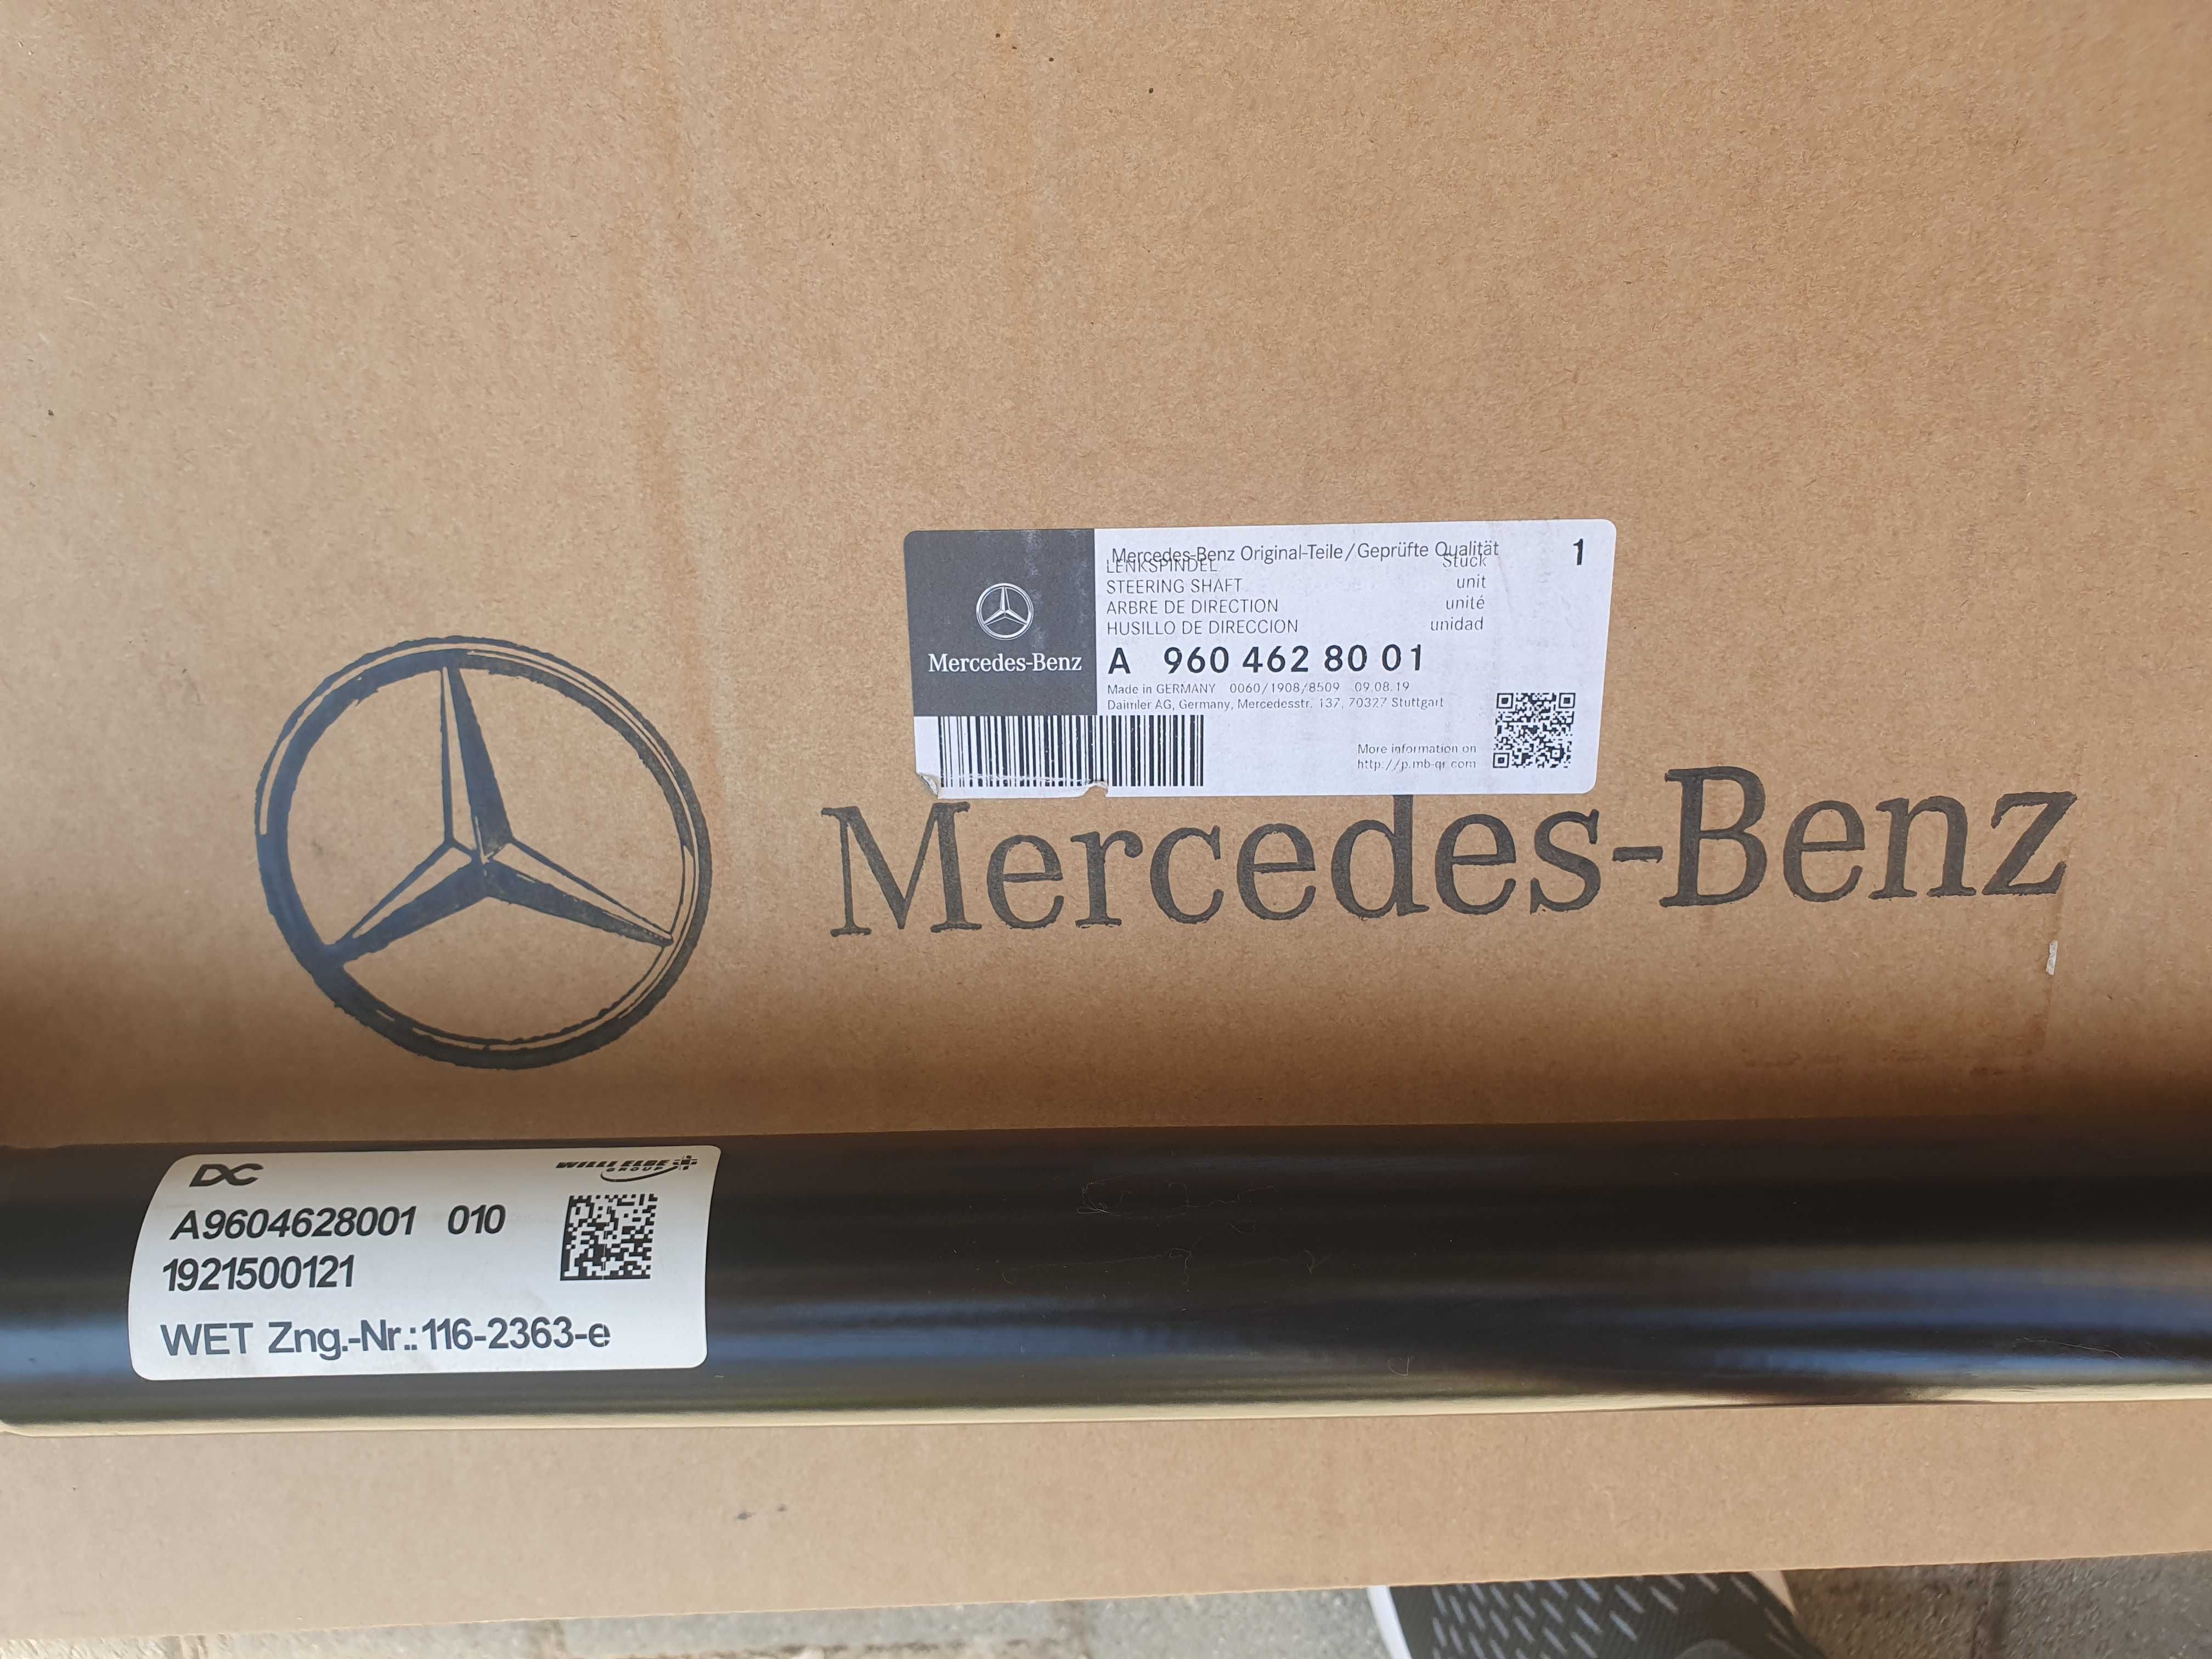 Mercedes-Benz Original-Teile/Geprüfte Qualität
1
LENKSPINDEL Stück
STEERING SHAFT unit
ARBRE DE DIRECTION unité
HUSILLO DE DIRECCION unidad
Mercedes-Benz
A 960 462 80 01
Made in GERMANY 0060/1908/8509 09.08.19
Daimler AG, Germany, Mercedesstr. 137, 70327 Stuttgart
More information on
http://p.mb-qr.com
Mercedes-Benz
DC
WILLI ELBE
GROUP
A9604628001 010
1921500121
WET Zng.-Nr.:116-2363-e